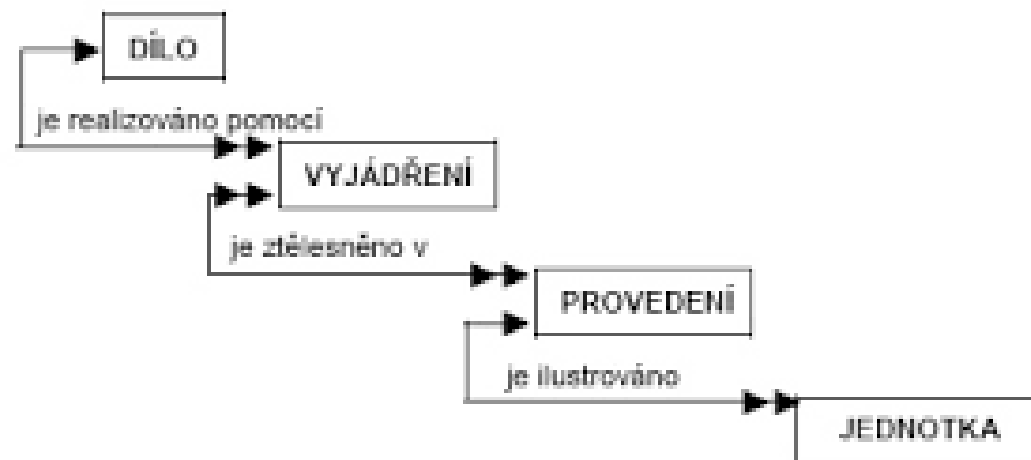 DÍLO
je realizováno pomocí
VYJÁDŘENÍ
je ztělesněno v
PROVEDENÍ
je ilustrováno
JEDNOTKA